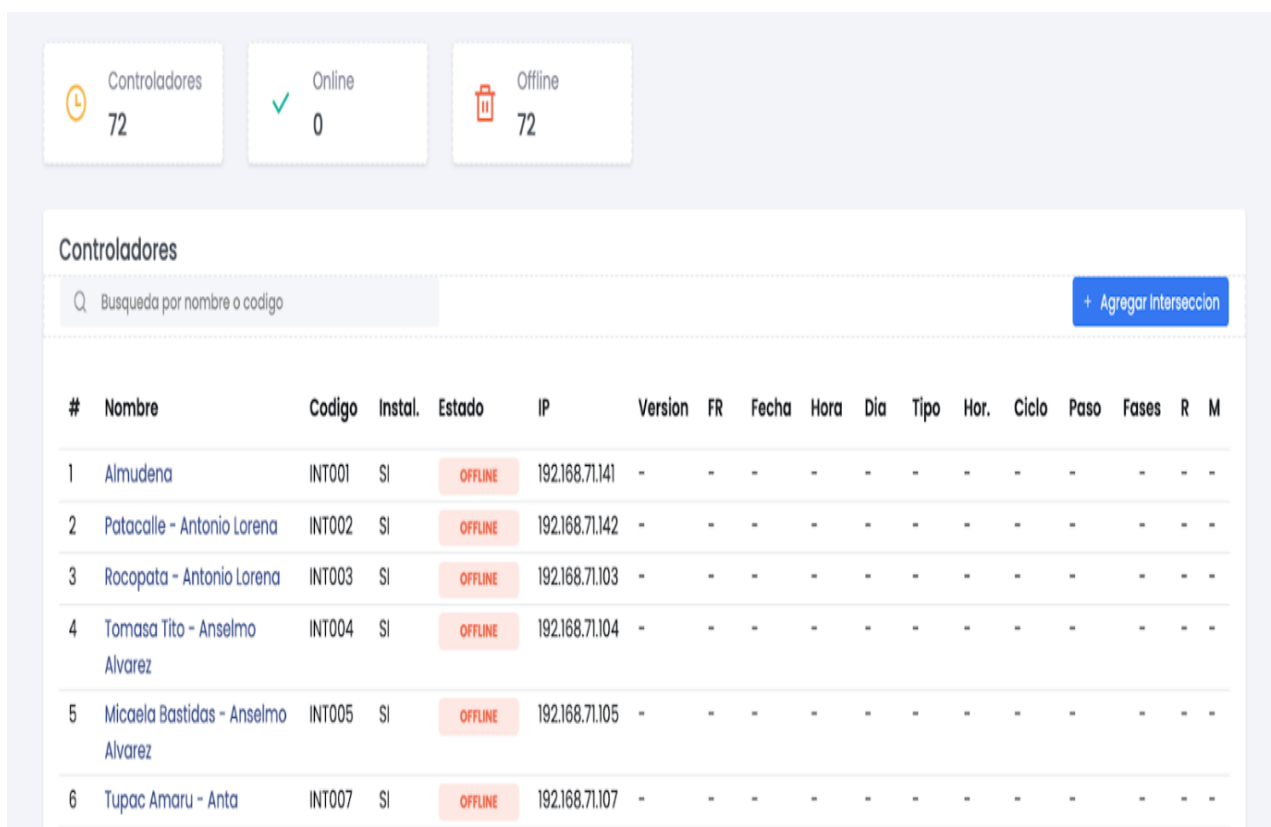 Controladores
72
Online
0
Offline
72
Controladores
Busqueda por nombre o codigo
+ Agregar Interseccion
# Nombre Codigo Instal. Estado IP Version FR Fecha Hora Dia Tipo Hor. Ciclo Paso Fases R M
1 Almudena INT001 SI OFFLINE 192.168.71.141 - - - - - - - - - - - -
2 Patacalle - Antonio Lorena INT002 SI OFFLINE 192.168.71.142 - - - - - - - - - - - -
3 Rocopata - Antonio Lorena INT003 SI OFFLINE 192.168.71.103 - - - - - - - - - - - -
4 Tomasa Tito - Anselmo INT004 SI OFFLINE 192.168.71.104 - - - - - - - - - - - -
Alvarez
5 Micaela Bastidas - Anselmo INT005 SI OFFLINE 192.168.71.105 - - - - - - - - - - - -
Alvarez
6 Tupac Amaru - Anta INT007 SI OFFLINE 192.168.71.107 - - - - - - - - - - - -